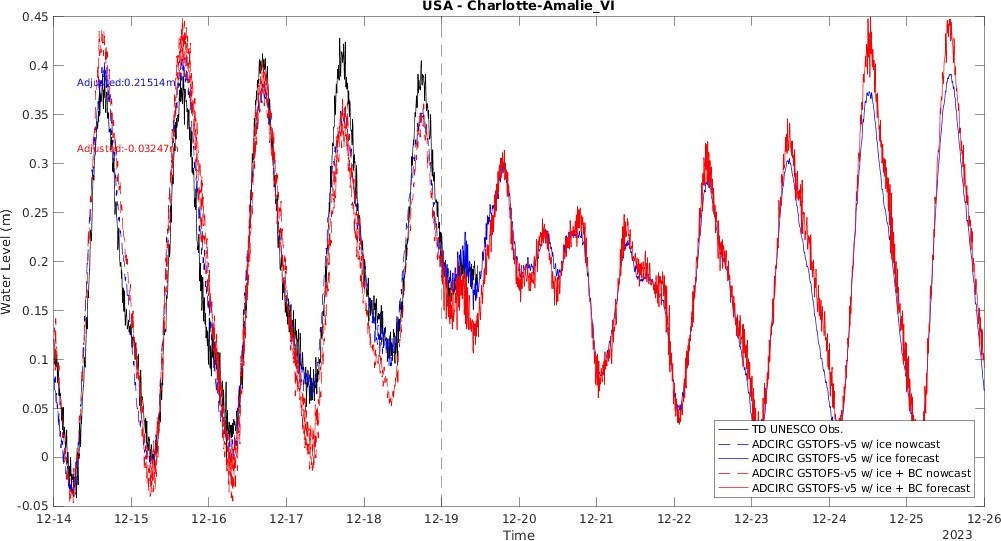 USA - Charlotte-Amalie_VI
0.45
0.4
0.35
0.3
0.25
0.2
0.15
0.1
0.05
0
-0.05
Water Level (m)
Adjusted:0.21514m
Adjusted:-0.03247m
TD UNESCO Obs.
ADCIRC GSTOFS-v5 w/ ice nowcast
ADCIRC GSTOFS-v5 w/ ice forecast
ADCIRC GSTOFS-v5 w/ ice + BC nowcast
ADCIRC GSTOFS-v5 w/ ice + BC forecast
12-14 12-15 12-16 12-17 12-18 12-19 12-20 12-21 12-22 12-23 12-24 12-25 12-26
Time
2023